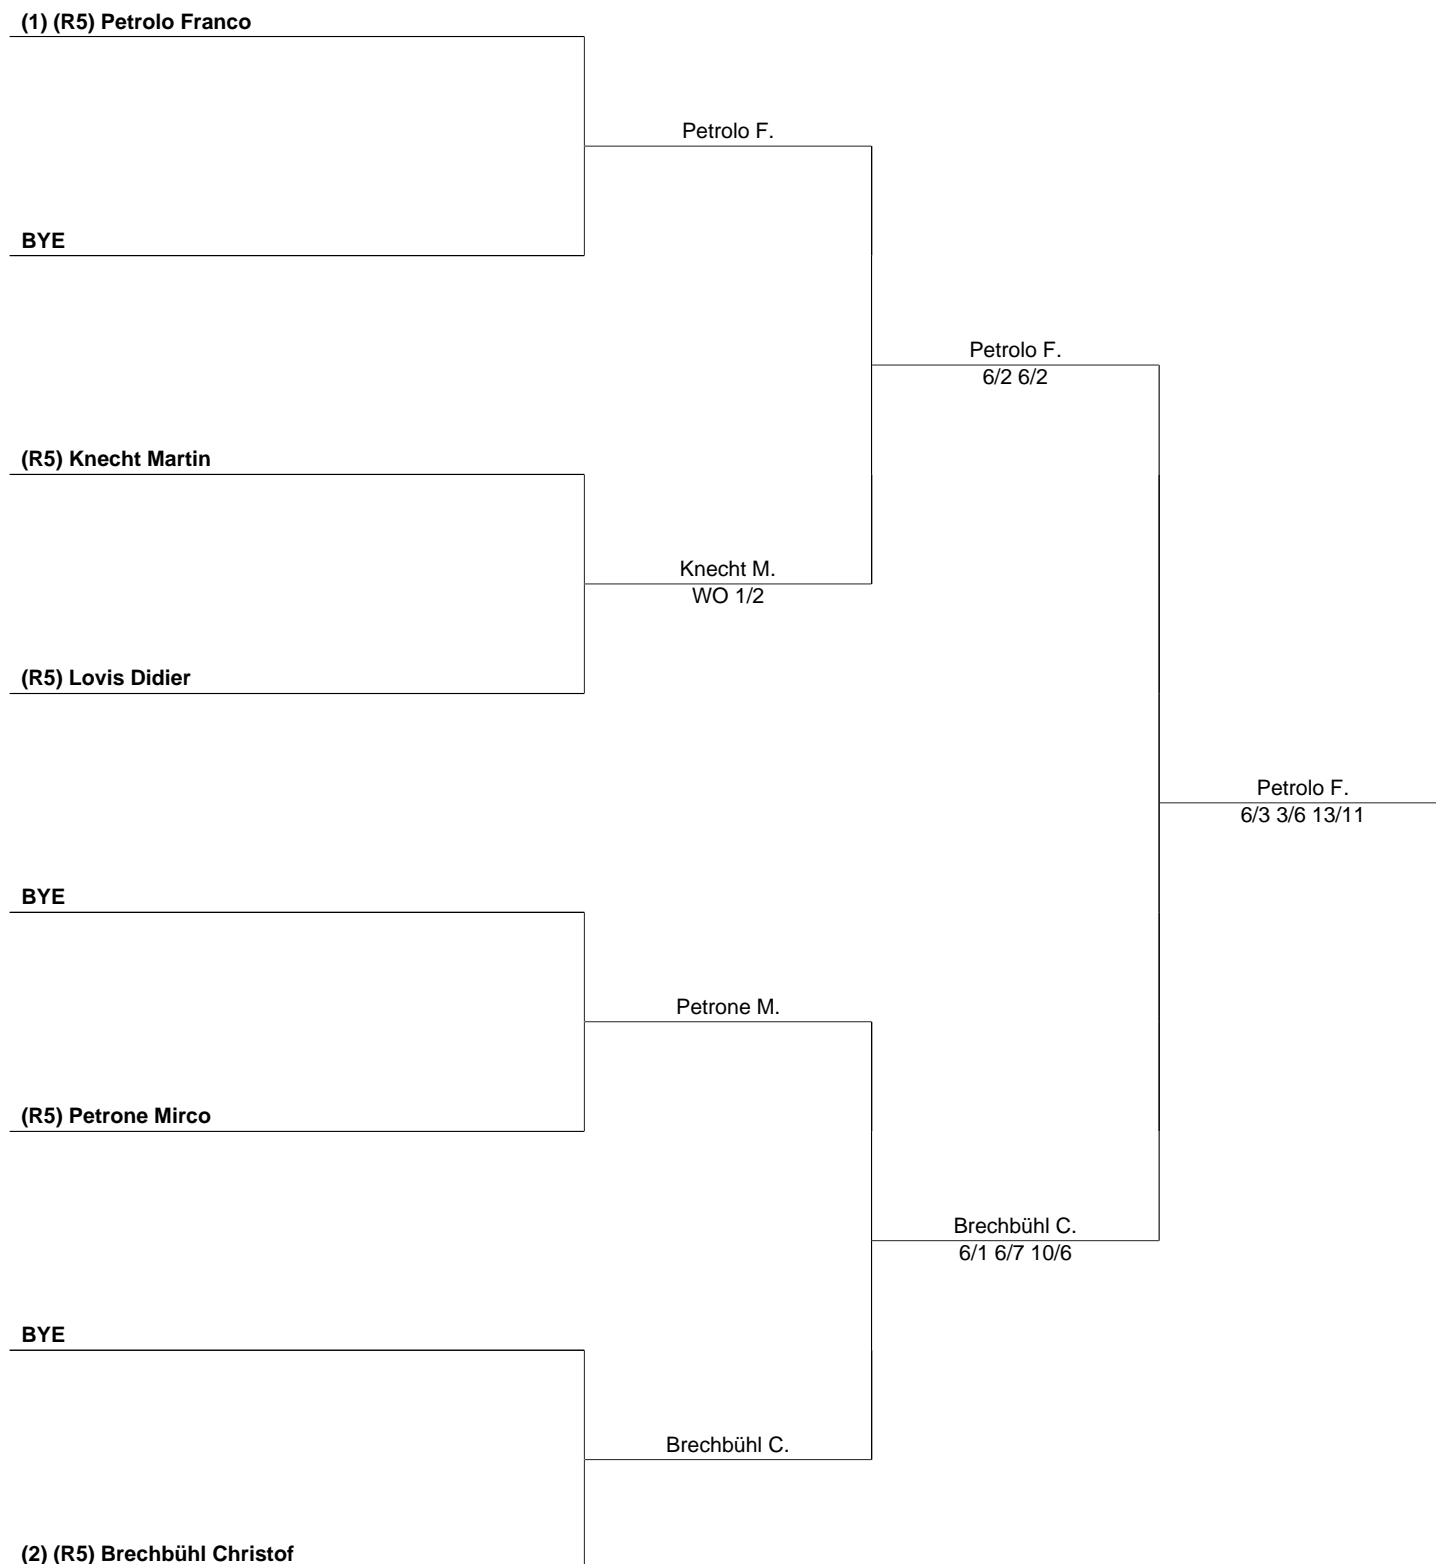 (1) (R5) Petrolo Franco
Petrolo F.
BYE
Petrolo F.
6/2 6/2
(R5) Knecht Martin
Knecht M.
WO 1/2
(R5) Lovis Didier
Petrolo F.
6/3 3/6 13/11
BYE
Petrone M.
(R5) Petrone Mirco
Brechbühl C.
6/1 6/7 10/6
BYE
Brechbühl C.
(2) (R5) Brechbühl Christof